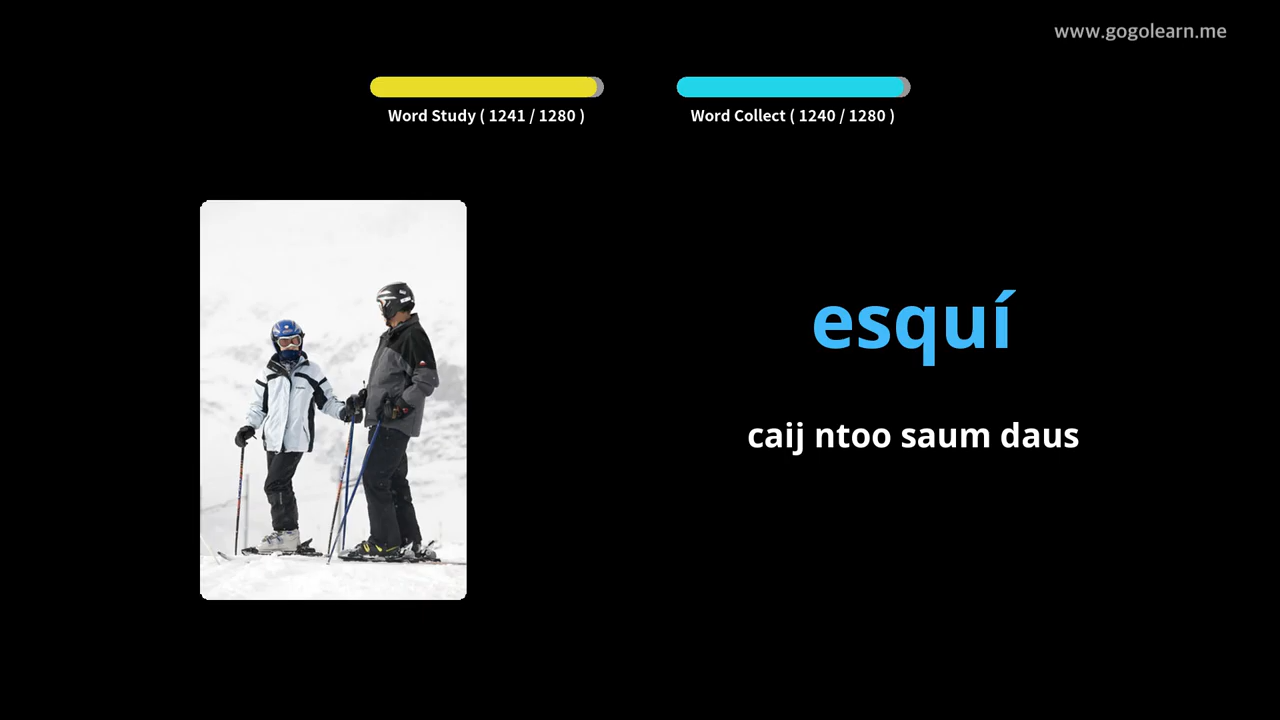 www.gogolearn.me
Word Study ( 1241 / 1280 )
Word Collect ( 1240 / 1280 )
esquí
caij ntoo saum daus